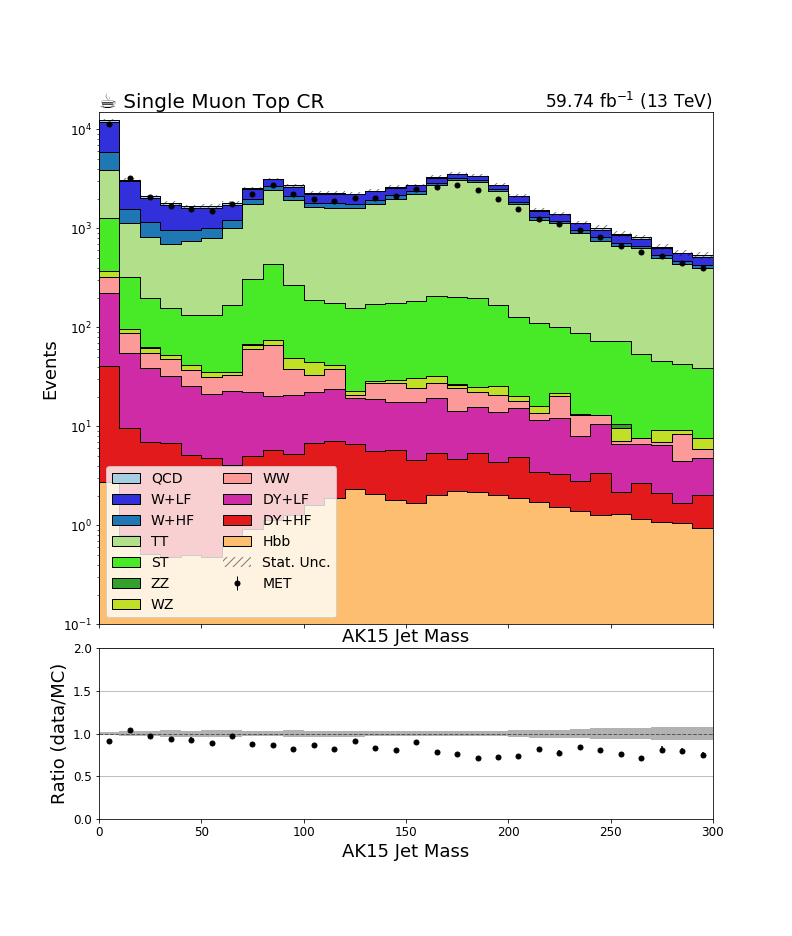 ☕ Single Muon Top CR
59.74 fb⁻¹ (13 TeV)
Events
10⁴
10³
10²
10¹
10⁰
10⁻¹
QCD
W+LF
W+HF
TT
ST
ZZ
WZ
WW
DY+LF
DY+HF
Hbb
Stat. Unc.
MET
AK15 Jet Mass
Ratio (data/MC)
2.0
1.5
1.0
0.5
0.0
0 50 100 150 200 250 300
AK15 Jet Mass